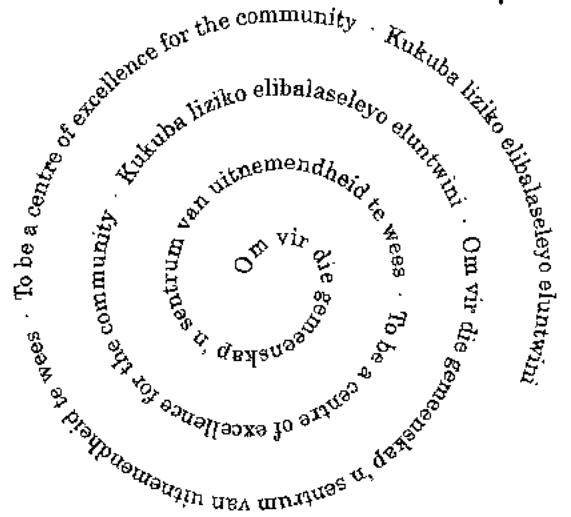 Om vir die gemeenskap 'n sentrum van uitnemendheid te wees · To be a centre of excellence for the community · Kukuba liziko elibalaseleyo eluntwini · Om vir die gemeenskap 'n sentrum van uitnemendheid te wees · To be a centre of excellence for the community · Kukuba liziko elibalaseleyo eluntwini